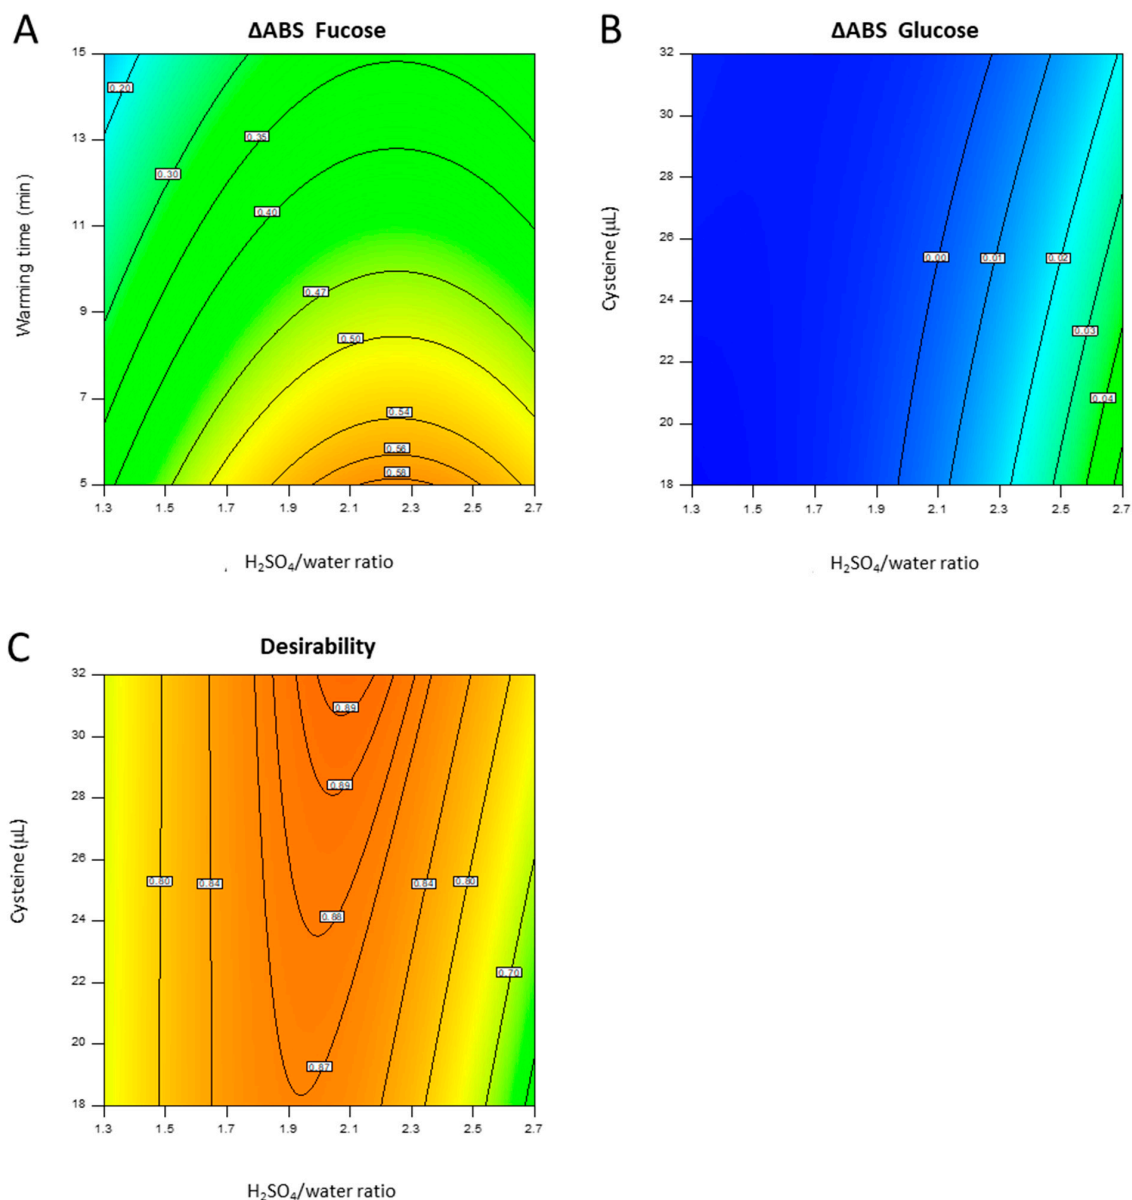 A
ΔABS Fucose
15
13
11
9
7
5
Warming time (min)
0.20
0.35
0.30
0.40
0.47
0.50
0.54
0.56
0.58
1.3 1.5 1.7 1.9 2.1 2.3 2.5 2.7
, H₂SO₄/water ratio
B
ΔABS Glucose
32
30
28
26
24
22
20
18
Cysteine (µL)
0.00 0.01 0.02
0.03
0.04
1.3 1.5 1.7 1.9 2.1 2.3 2.5 2.7
H₂SO₄/water ratio
C
Desirability
32
30
28
26
24
22
20
18
Cysteine (µL)
0.89
0.89
0.80 0.84 0.84 0.80
0.88
0.70
0.87
1.3 1.5 1.7 1.9 2.1 2.3 2.5 2.7
H₂SO₄/water ratio